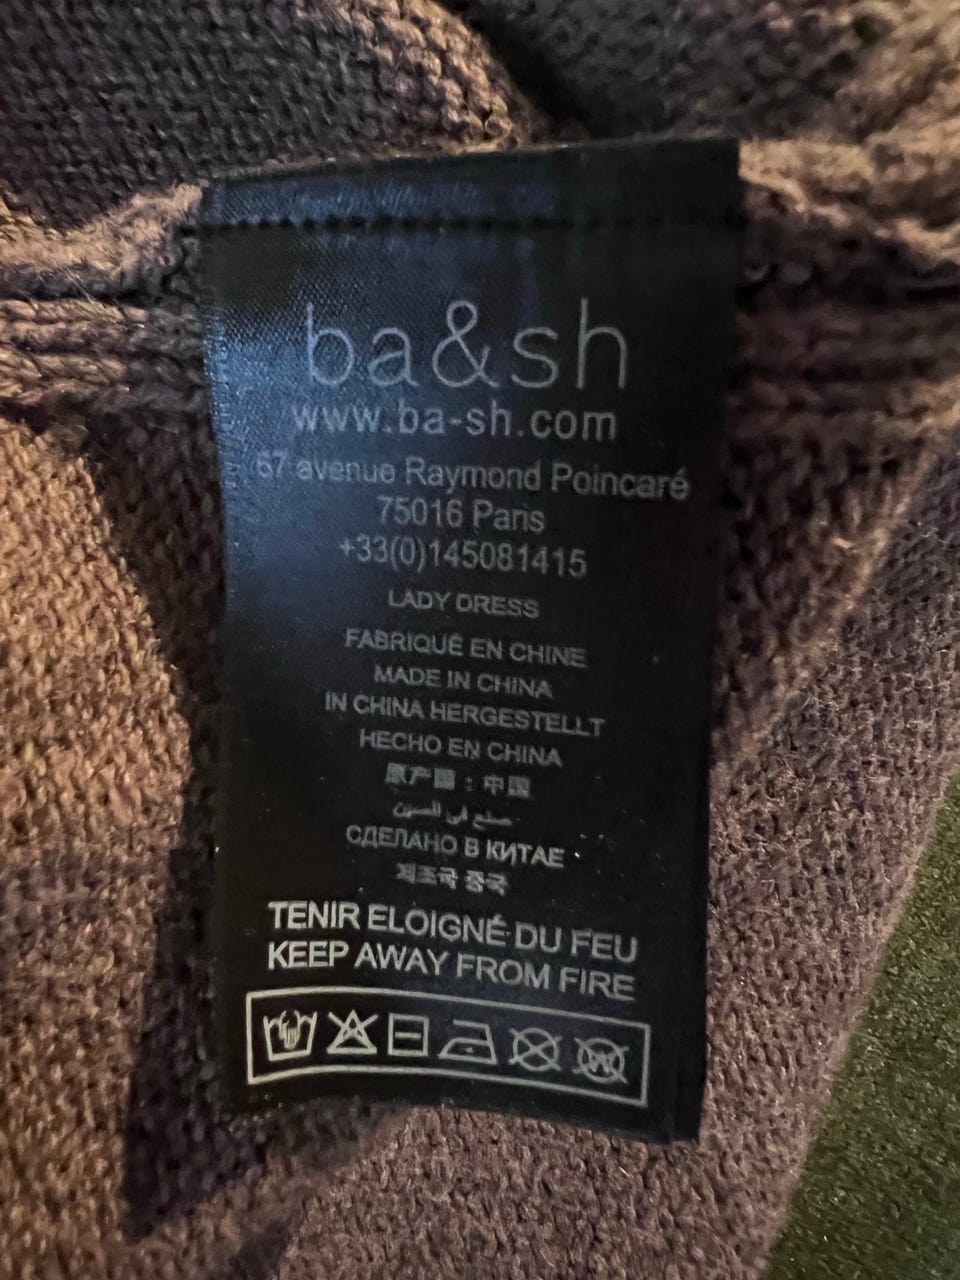 ba&sh
www.ba-sh.com
67 avenue Raymond Poincaré
75016 Paris
+33(0)145081415
LADY DRESS
FABRIQUÉ EN CHINE
MADE IN CHINA
IN CHINA HERGESTELLT
HECHO EN CHINA
原产国：中国
صنع في الصين
СДЕЛАНО В КИТАЕ
제조국 중국
TENIR ELOIGNÉ DU FEU
KEEP AWAY FROM FIRE
W